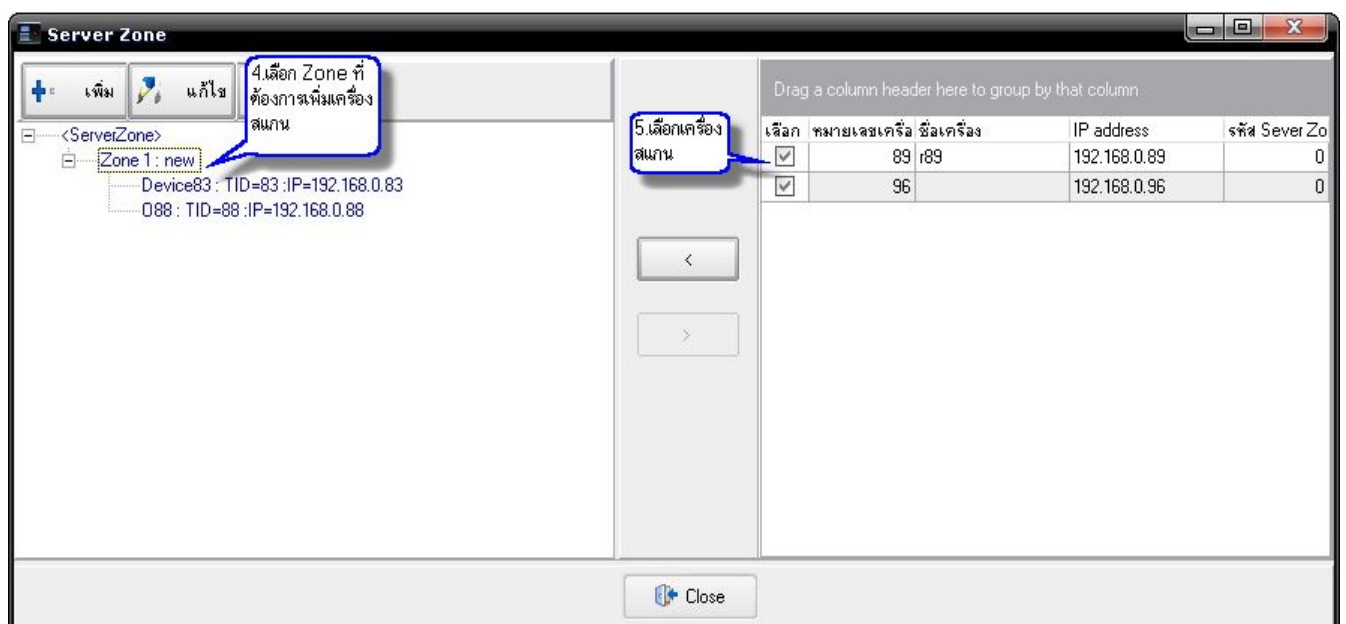 Server Zone
เพิ่ม แก้ไข
4.เลือก Zone ที่
ต้องการเพิ่มเครื่อง
สแกน
<ServerZone>
Zone 1 : new
Device83 : TID=83 :IP=192.168.0.83
O88 : TID=88 :IP=192.168.0.88
5.เลือกเครื่อง
สแกน
<
>
Drag a column header here to group by that column
เลือก หมายเลขเครื่อ ชื่อเครื่อง IP address รหัส Sever Zo
89 r89 192.168.0.89 0
96 192.168.0.96 0
Close